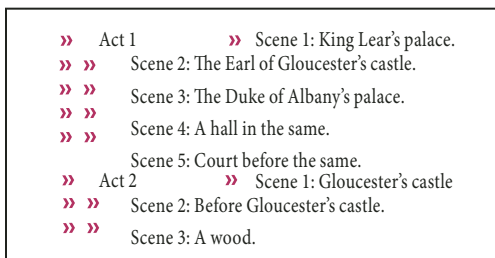 » Act 1 » Scene 1: King Lear's palace.
» » Scene 2: The Earl of Gloucester's castle.
» » Scene 3: The Duke of Albany's palace.
» » Scene 4: A hall in the same.
» » Scene 5: Court before the same.
» Act 2 » Scene 1: Gloucester's castle
» » Scene 2: Before Gloucester's castle.
» » Scene 3: A wood.